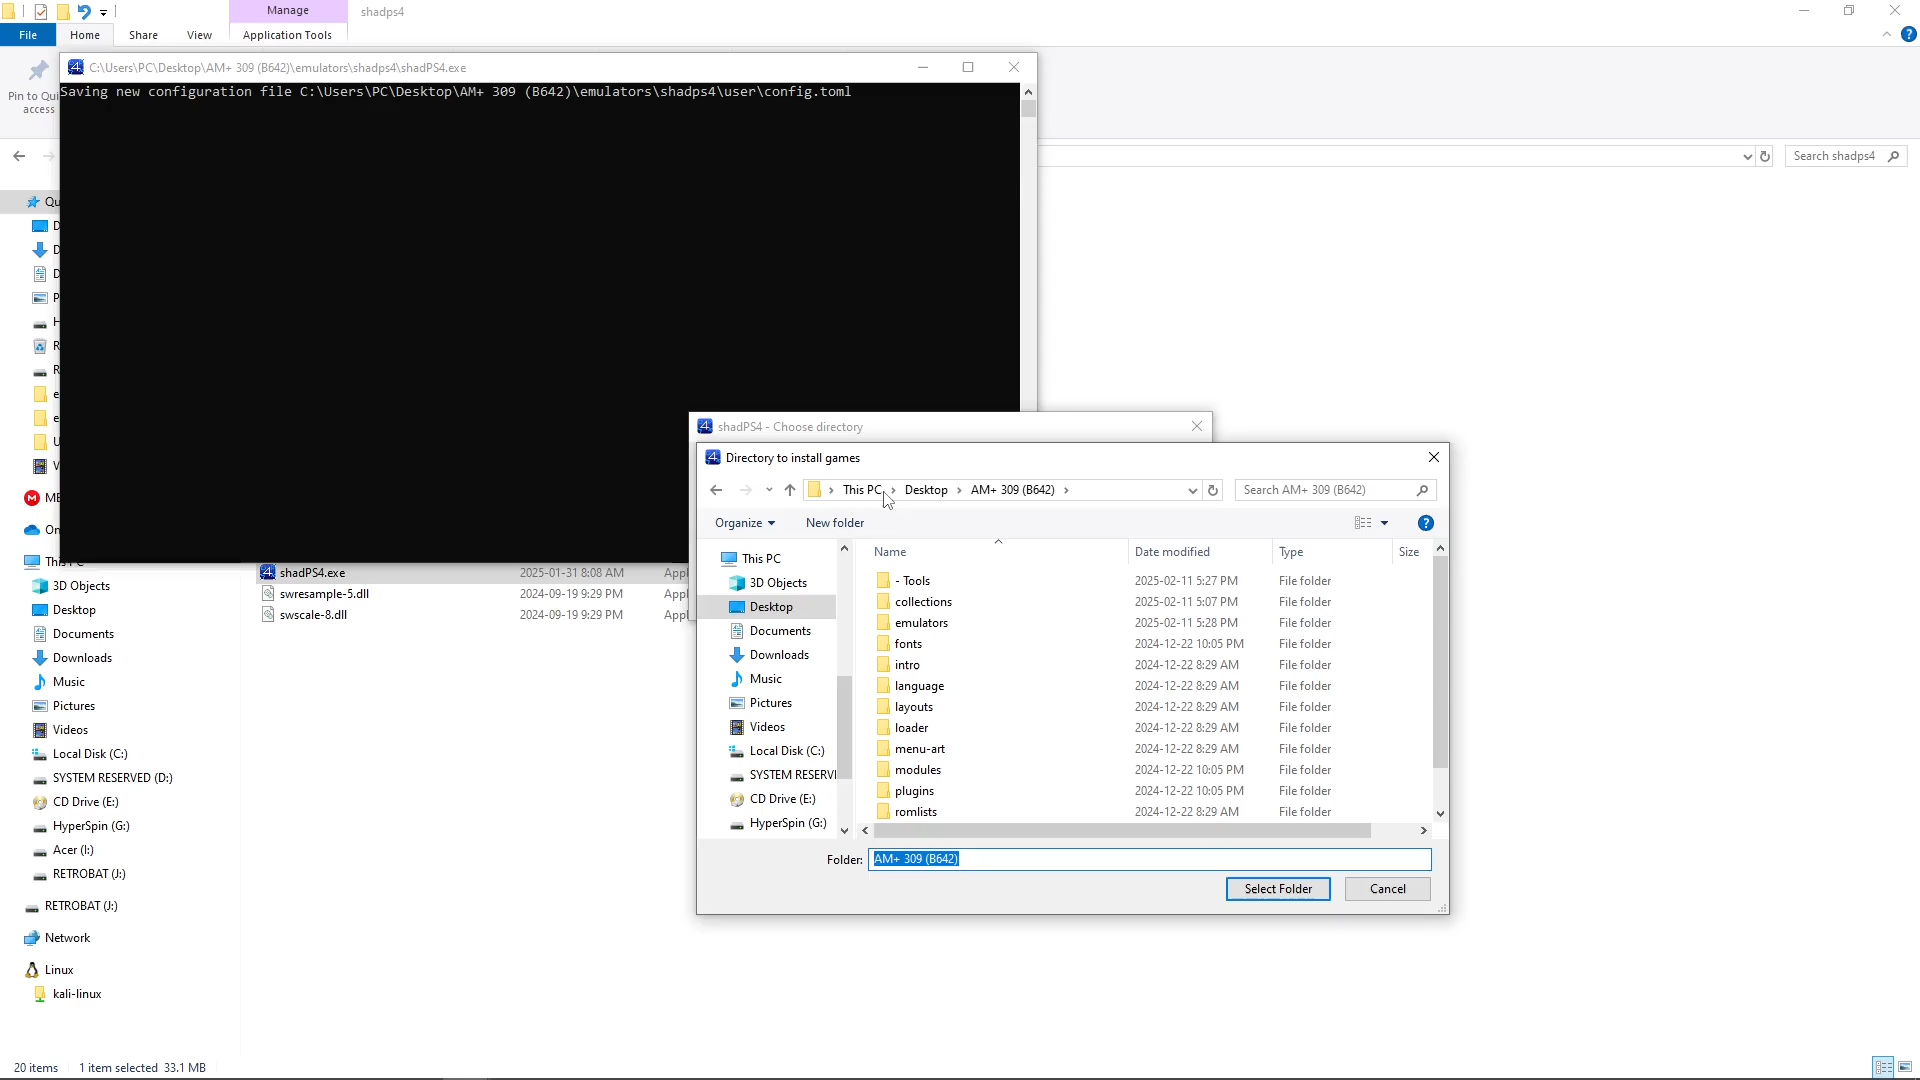 Manage
shadps4
File
Home
Share
View
Application Tools
C:\Users\PC\Desktop\AM+ 309 (B642)\emulators\shadps4\shadPS4.exe
Saving new configuration file C:\Users\PC\Desktop\AM+ 309 (B642)\emulators\shadps4\user\config.toml
Pin to Qui
access
Search shadps4
Qu
shadPS4 - Choose directory
Directory to install games
This PC
Desktop
AM+ 309 (B642)
Search AM+ 309 (B642)
Organize
New folder
Name
Date modified
Type
Size
This PC
3D Objects
Desktop
Documents
Downloads
Music
Pictures
Videos
Local Disk (C:)
SYSTEM RESERV
CD Drive (E:)
HyperSpin (G:)
- Tools 2025-02-11 5:27 PM File folder
collections 2025-02-11 5:07 PM File folder
emulators 2025-02-11 5:28 PM File folder
fonts 2024-12-22 10:05 PM File folder
intro 2024-12-22 8:29 AM File folder
language 2024-12-22 8:29 AM File folder
layouts 2024-12-22 8:29 AM File folder
loader 2024-12-22 8:29 AM File folder
menu-art 2024-12-22 8:29 AM File folder
modules 2024-12-22 10:05 PM File folder
plugins 2024-12-22 10:05 PM File folder
romlists 2024-12-22 8:29 AM File folder
Folder:
AM+ 309 (B642)
Select Folder
Cancel
shadPS4.exe 2025-01-31 8:08 AM Appl
swresample-5.dll 2024-09-19 9:29 PM Appl
swscale-8.dll 2024-09-19 9:29 PM Appl
3D Objects
Desktop
Documents
Downloads
Music
Pictures
Videos
Local Disk (C:)
SYSTEM RESERVED (D:)
CD Drive (E:)
HyperSpin (G:)
Acer (I:)
RETROBAT (J:)
RETROBAT (J:)
Network
Linux
kali-linux
20 items
1 item selected 33.1 MB